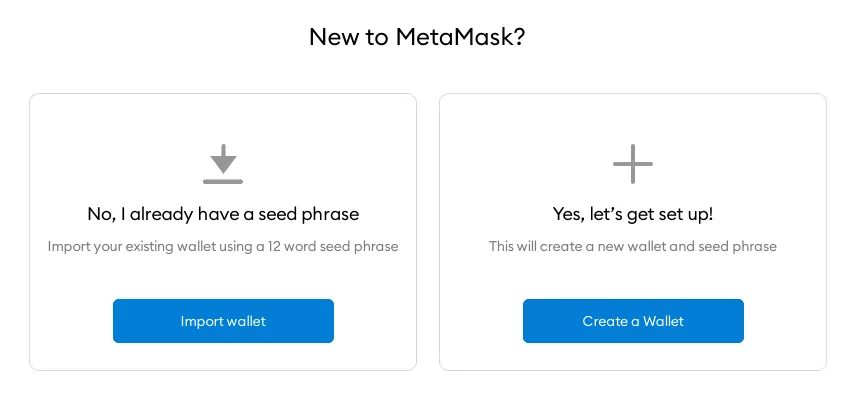 New to MetaMask?
No, I already have a seed phrase
Import your existing wallet using a 12 word seed phrase
Import wallet
Yes, let’s get set up!
This will create a new wallet and seed phrase
Create a Wallet